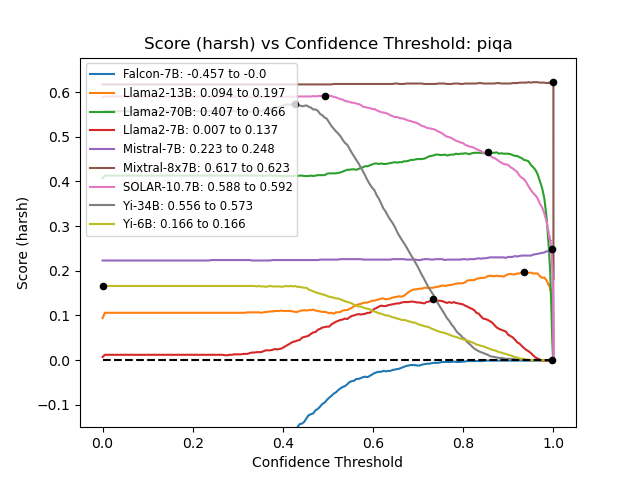 Score (harsh) vs Confidence Threshold: piqa
Falcon-7B: -0.457 to -0.0
Llama2-13B: 0.094 to 0.197
Llama2-70B: 0.407 to 0.466
Llama2-7B: 0.007 to 0.137
Mistral-7B: 0.223 to 0.248
Mixtral-8x7B: 0.617 to 0.623
SOLAR-10.7B: 0.588 to 0.592
Yi-34B: 0.556 to 0.573
Yi-6B: 0.166 to 0.166
Score (harsh)
0.6
0.5
0.4
0.3
0.2
0.1
0.0
−0.1
0.0 0.2 0.4 0.6 0.8 1.0
Confidence Threshold